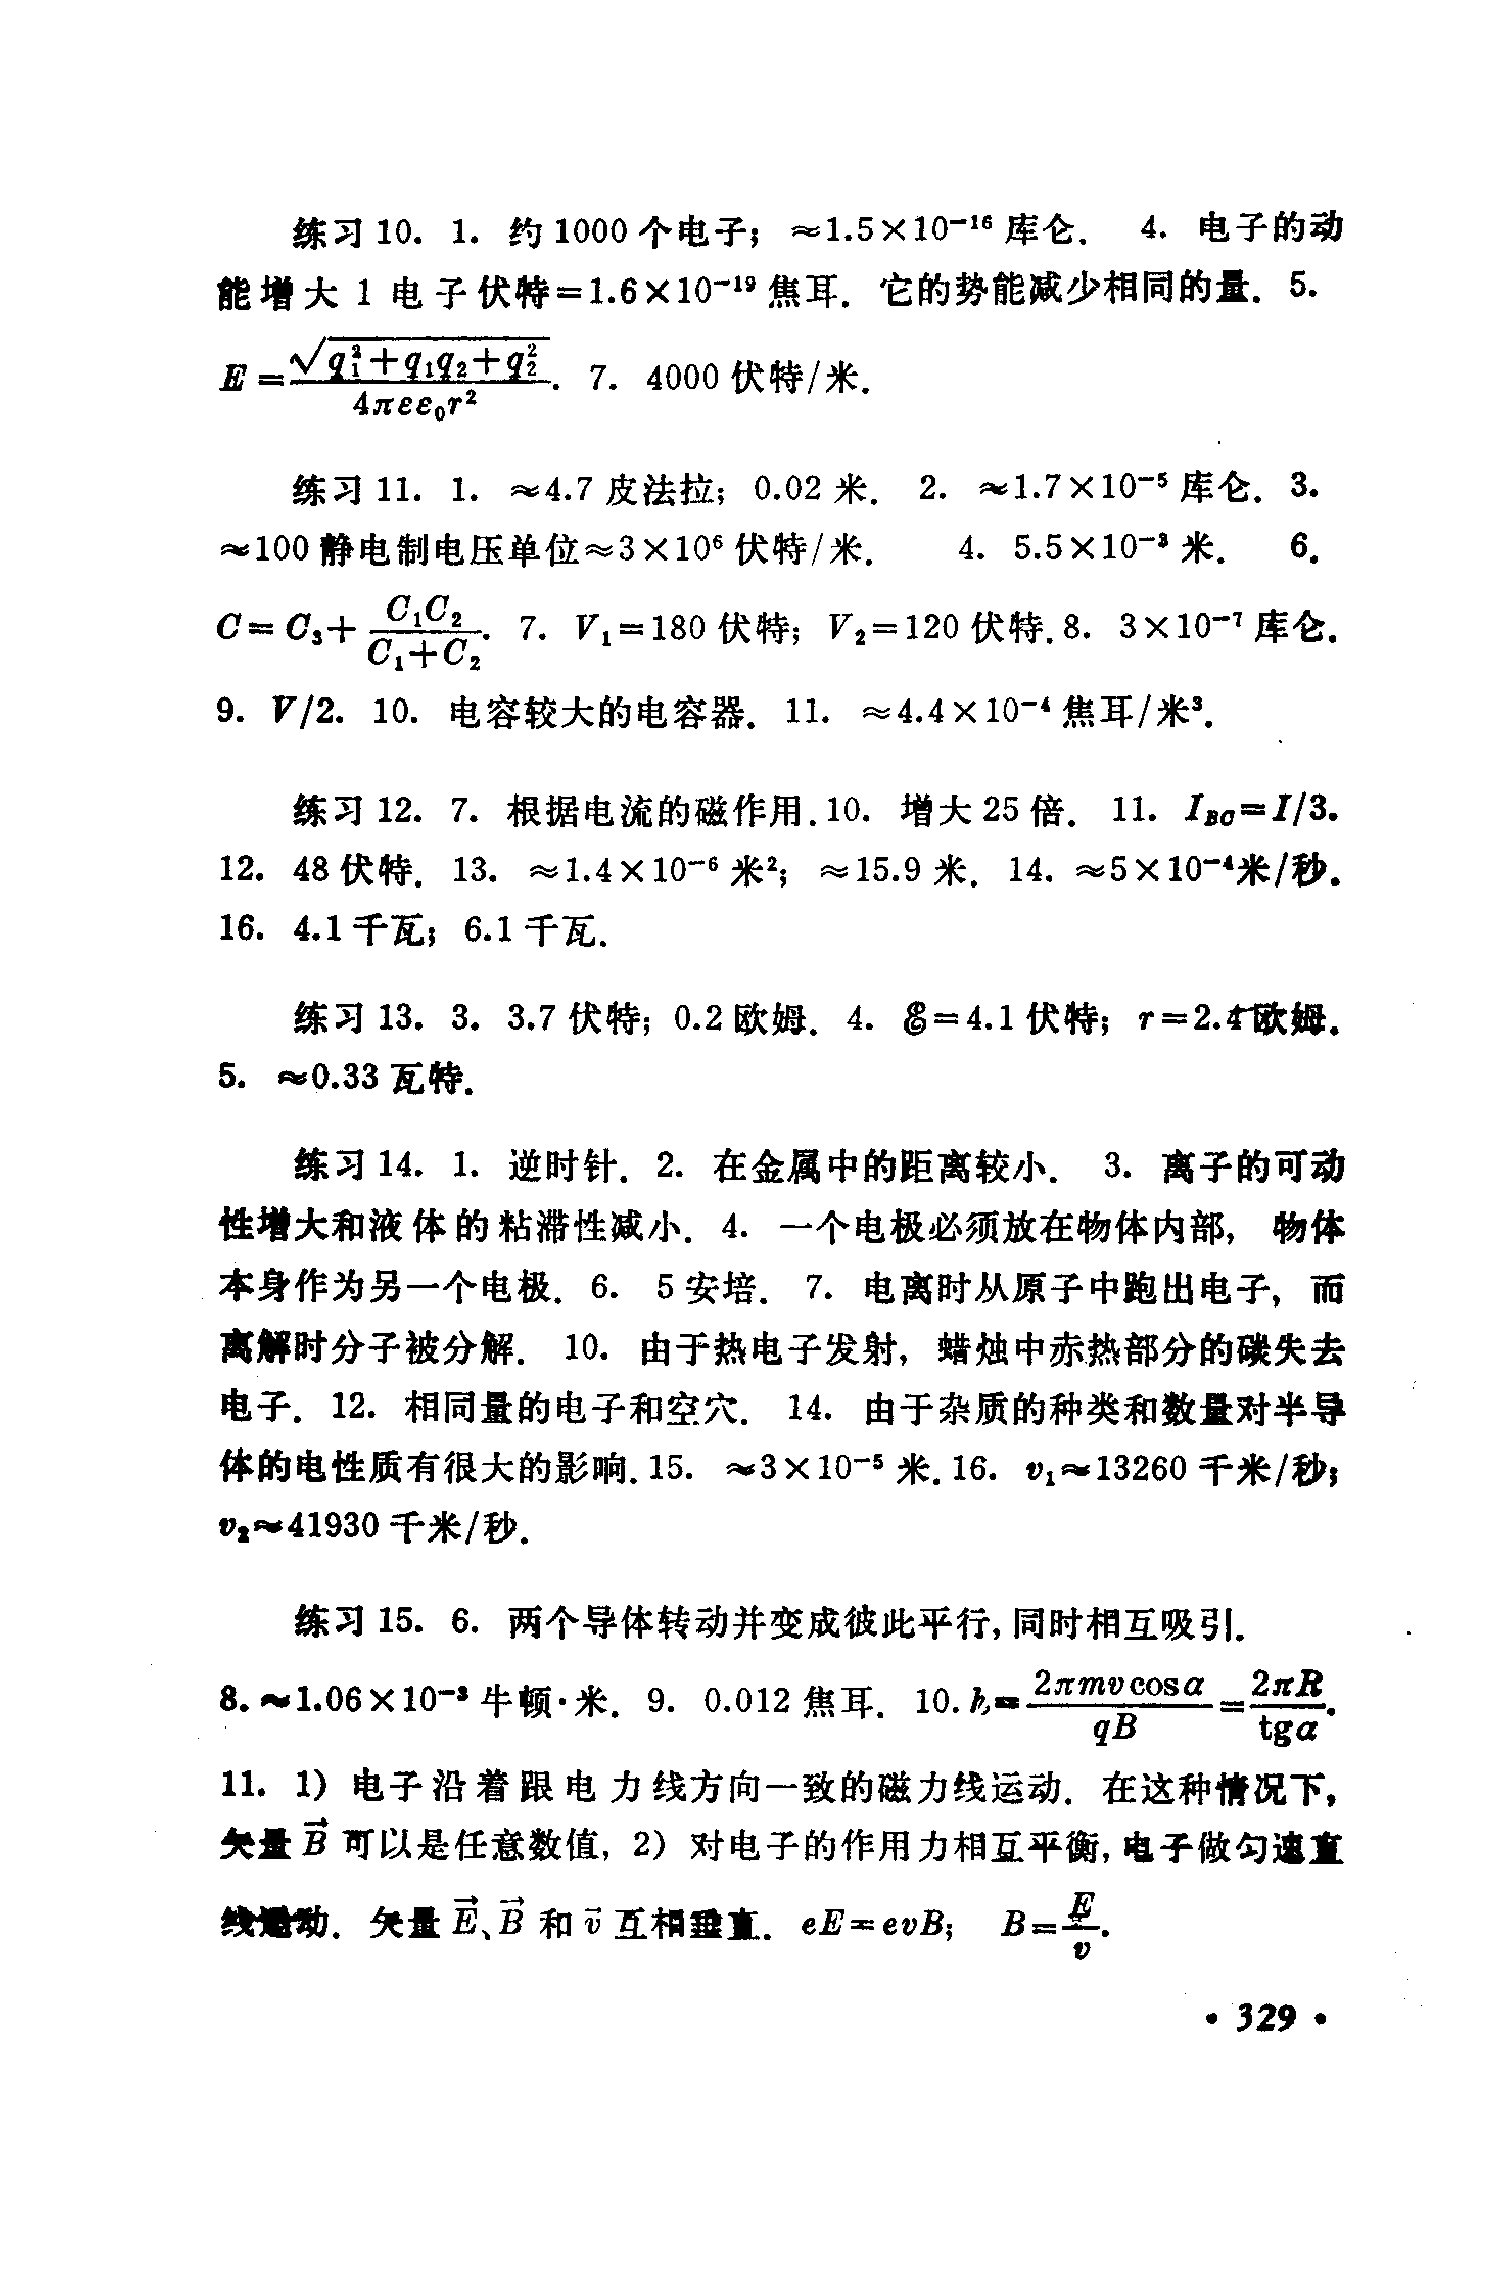 练习 10. 1. 约 1000 个电子; ≈1.5×10⁻¹⁶ 库仑. 4. 电子的动
能增大 1 电子伏特=1.6×10⁻¹⁹ 焦耳. 它的势能减少相同的量. 5.
E=√(q₁²+q₁q₂+q₂²)/(4πεε₀r²). 7. 4000 伏特/米.
练习 11. 1. ≈4.7 皮法拉; 0.02 米. 2. ≈1.7×10⁻⁵ 库仑. 3.
≈100 静电制电压单位≈3×10⁶ 伏特/米. 4. 5.5×10⁻³ 米. 6.
C=C₃+C₁C₂/(C₁+C₂). 7. V₁=180 伏特; V₂=120 伏特. 8. 3×10⁻⁷ 库仑.
9. V/2. 10. 电容较大的电容器. 11. ≈4.4×10⁻⁴ 焦耳/米³.
练习 12. 7. 根据电流的磁作用. 10. 增大 25 倍. 11. I_BC=I/3.
12. 48 伏特. 13. ≈1.4×10⁻⁶ 米²; ≈15.9 米. 14. ≈5×10⁻⁴米/秒.
16. 4.1 千瓦; 6.1 千瓦.
练习 13. 3. 3.7 伏特; 0.2 欧姆. 4. ℰ=4.1 伏特; r=2.4欧姆.
5. ≈0.33 瓦特.
练习 14. 1. 逆时针. 2. 在金属中的距离较小. 3. 离子的可动
性增大和液体的粘滞性减小. 4. 一个电极必须放在物体内部, 物体
本身作为另一个电极. 6. 5 安培. 7. 电离时从原子中跑出电子, 而
离解时分子被分解. 10. 由于热电子发射, 蜡烛中赤热部分的碳失去
电子. 12. 相同量的电子和空穴. 14. 由于杂质的种类和数量对半导
体的电性质有很大的影响. 15. ≈3×10⁻⁵ 米. 16. v₁≈13260 千米/秒;
v₂≈41930 千米/秒.
练习 15. 6. 两个导体转动并变成彼此平行, 同时相互吸引.
8. ≈1.06×10⁻³ 牛顿·米. 9. 0.012 焦耳. 10. h=2πmv cosα/qB=2πR/tgα.
11. 1) 电子沿着跟电力线方向一致的磁力线运动. 在这种情况下,
矢量 B⃗ 可以是任意数值, 2) 对电子的作用力相互平衡, 电子做匀速直
线运动. 矢量 E⃗、B⃗ 和 v⃗ 互相垂直. eE=evB; B=E/v.
· 329 ·